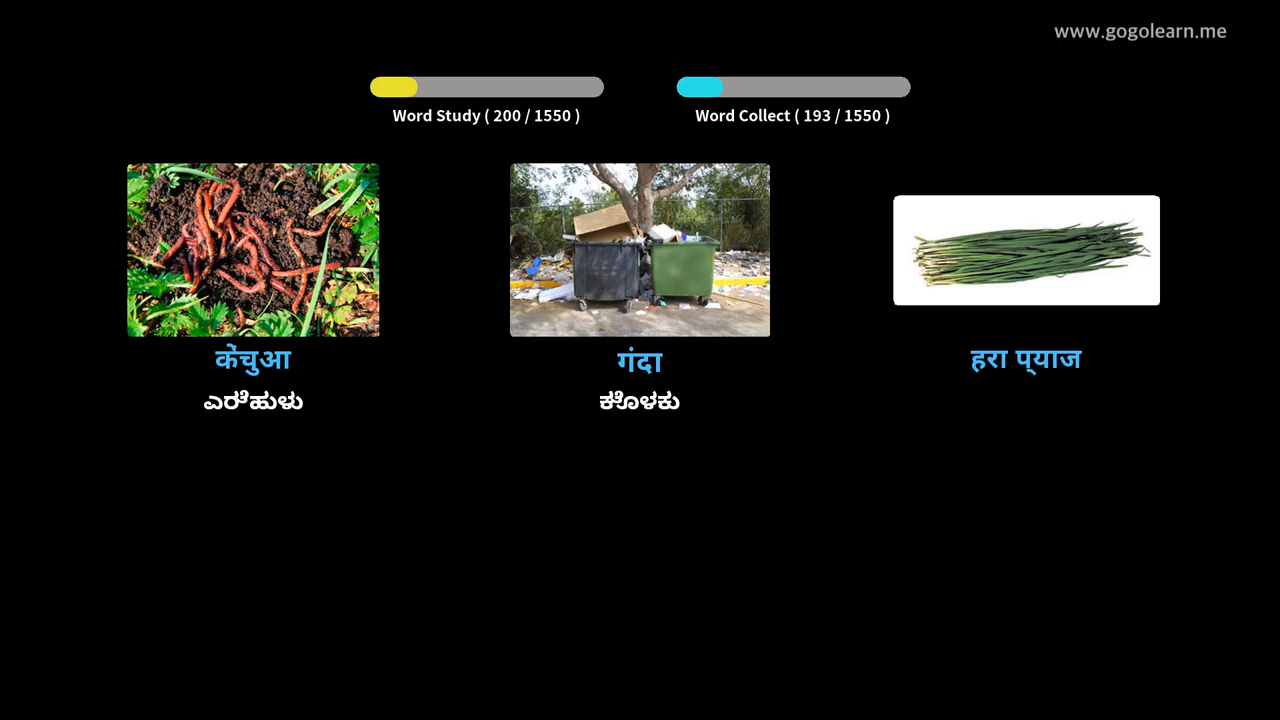 www.gogolearn.me
Word Study ( 200 / 1550 )
Word Collect ( 193 / 1550 )
केंचुआ
गंदा
हरा प्याज
ಎರೆಹುಳು
ಕೊಳಕು